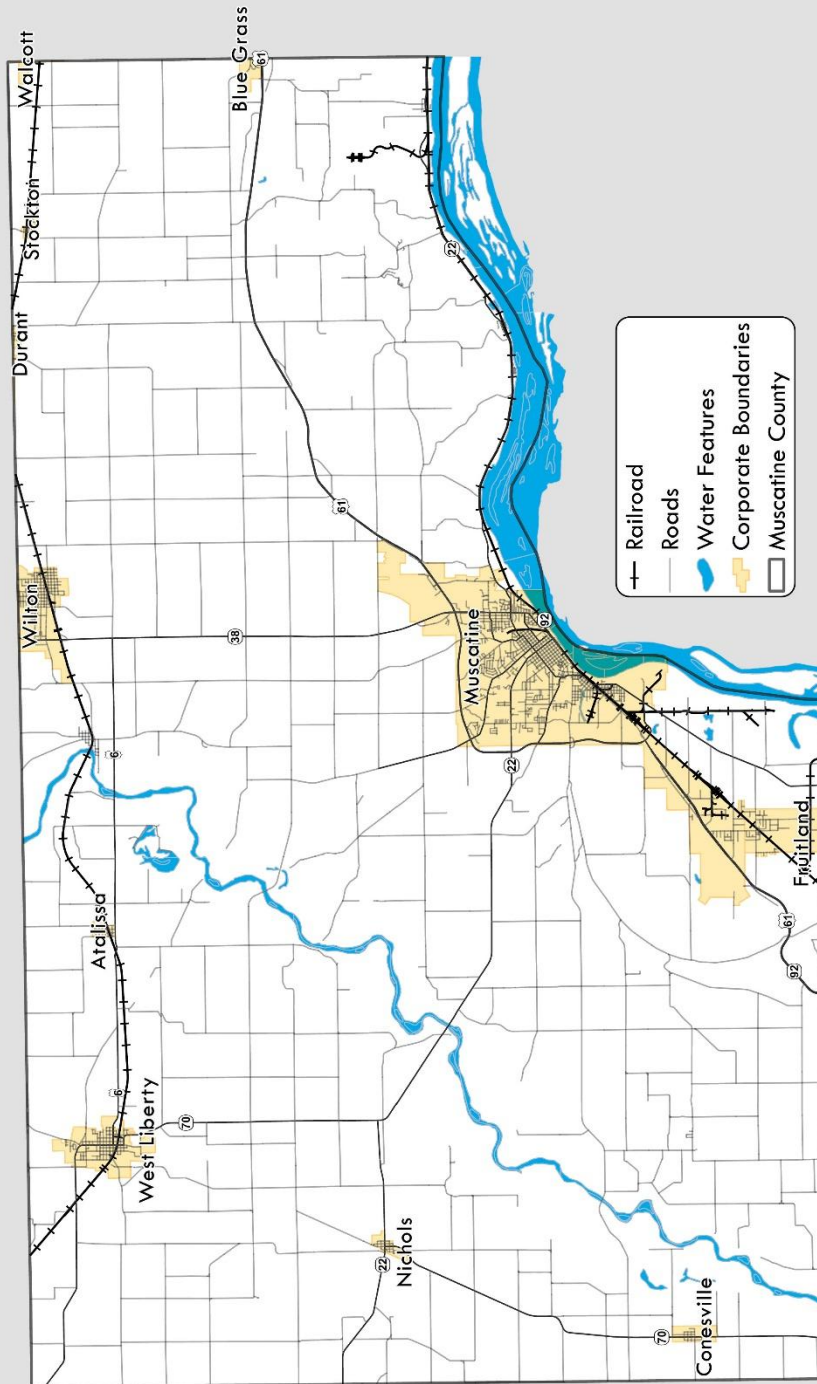 Walcott
Stockton
Durant
Blue Grass
61
22
61
Wilton
38
Muscatine
92
6
22
Atalissa
Fruitland
61
92
6
West Liberty
70
22
Nichols
70
Conesville
Railroad
Roads
Water Features
Corporate Boundaries
Muscatine County